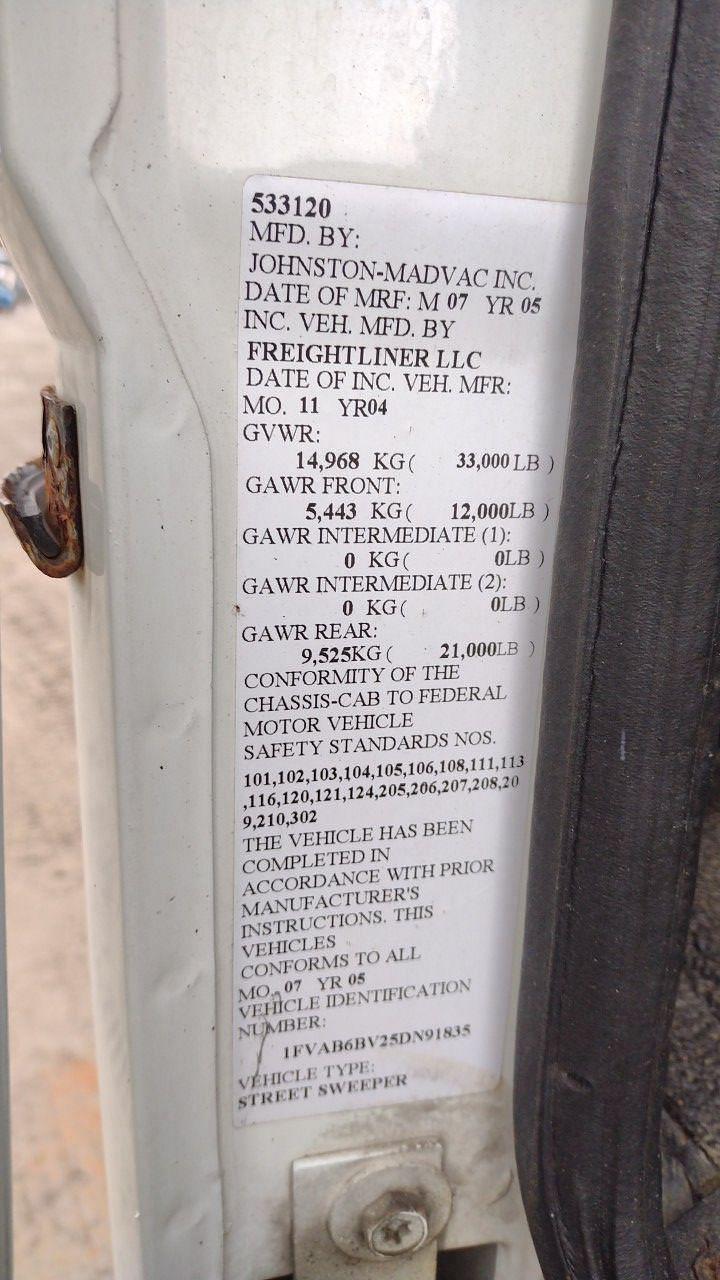 533120
MFD. BY:
JOHNSTON-MADVAC INC.
DATE OF MRF: M 07 YR 05
INC. VEH. MFD. BY
FREIGHTLINER LLC
DATE OF INC. VEH. MFR:
MO. 11 YR04
GVWR:
14,968 KG( 33,000 LB )
GAWR FRONT:
5,443 KG( 12,000LB )
GAWR INTERMEDIATE (1):
0 KG( 0LB )
GAWR INTERMEDIATE (2):
0 KG( 0LB )
GAWR REAR:
9,525KG( 21,000LB )
CONFORMITY OF THE
CHASSIS-CAB TO FEDERAL
MOTOR VEHICLE
SAFETY STANDARDS NOS.
101,102,103,104,105,106,108,111,113
,116,120,121,124,205,206,207,208,20
9,210,302
THE VEHICLE HAS BEEN
COMPLETED IN
ACCORDANCE WITH PRIOR
MANUFACTURER'S
INSTRUCTIONS. THIS
VEHICLES
CONFORMS TO ALL
MO. 07 YR 05
VEHICLE IDENTIFICATION
NUMBER:
1FVAB6BV25DN91835
VEHICLE TYPE:
STREET SWEEPER